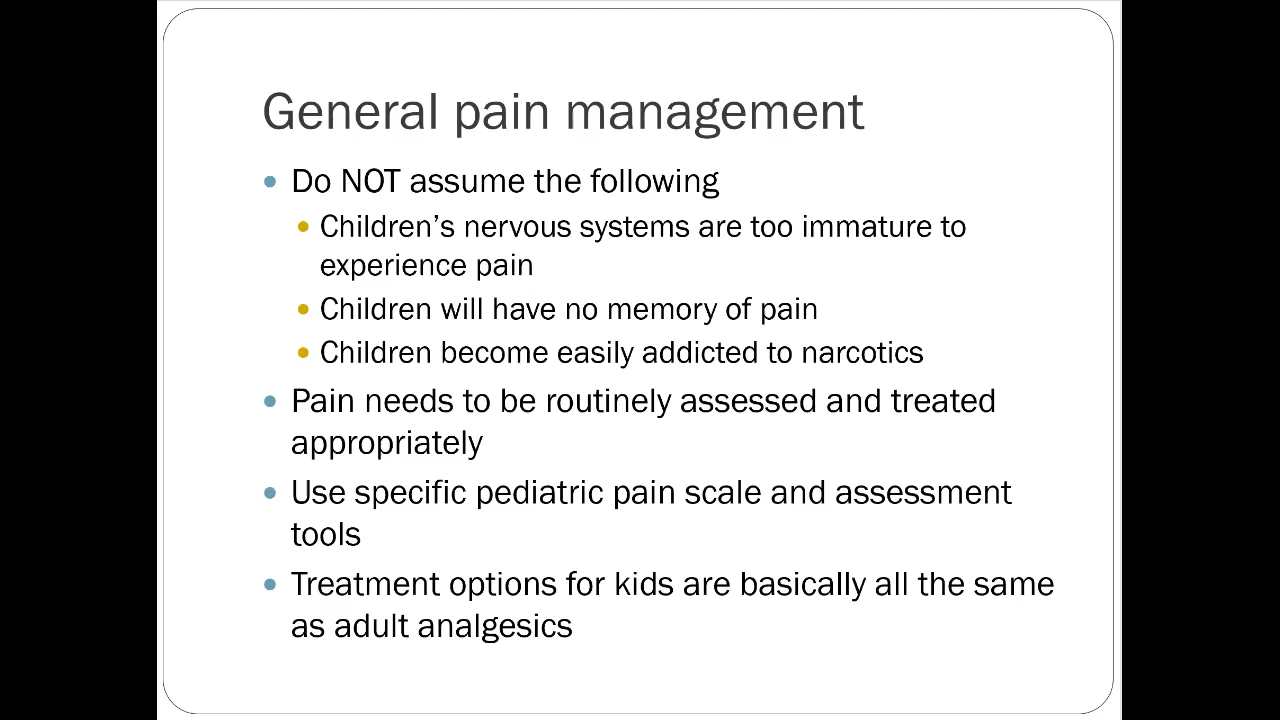 General pain management
Do NOT assume the following
Children’s nervous systems are too immature to
experience pain
Children will have no memory of pain
Children become easily addicted to narcotics
Pain needs to be routinely assessed and treated
appropriately
Use specific pediatric pain scale and assessment
tools
Treatment options for kids are basically all the same
as adult analgesics